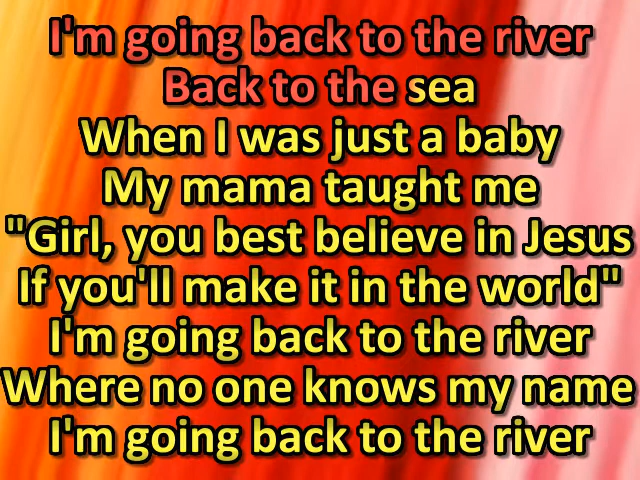 I'm going back to the river
Back to the sea
When I was just a baby
My mama taught me
"Girl, you best believe in Jesus
If you'll make it in the world"
I'm going back to the river
Where no one knows my name
I'm going back to the river